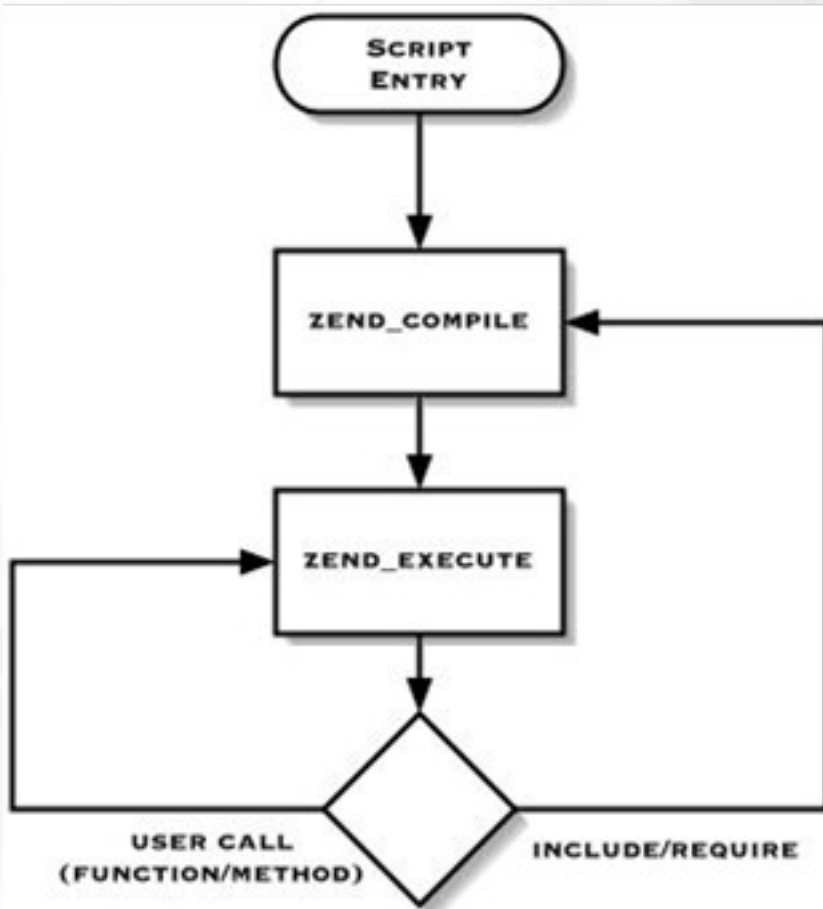 SCRIPT
ENTRY
ZEND_COMPILE
ZEND_EXECUTE
USER CALL
(FUNCTION/METHOD)
INCLUDE/REQUIRE